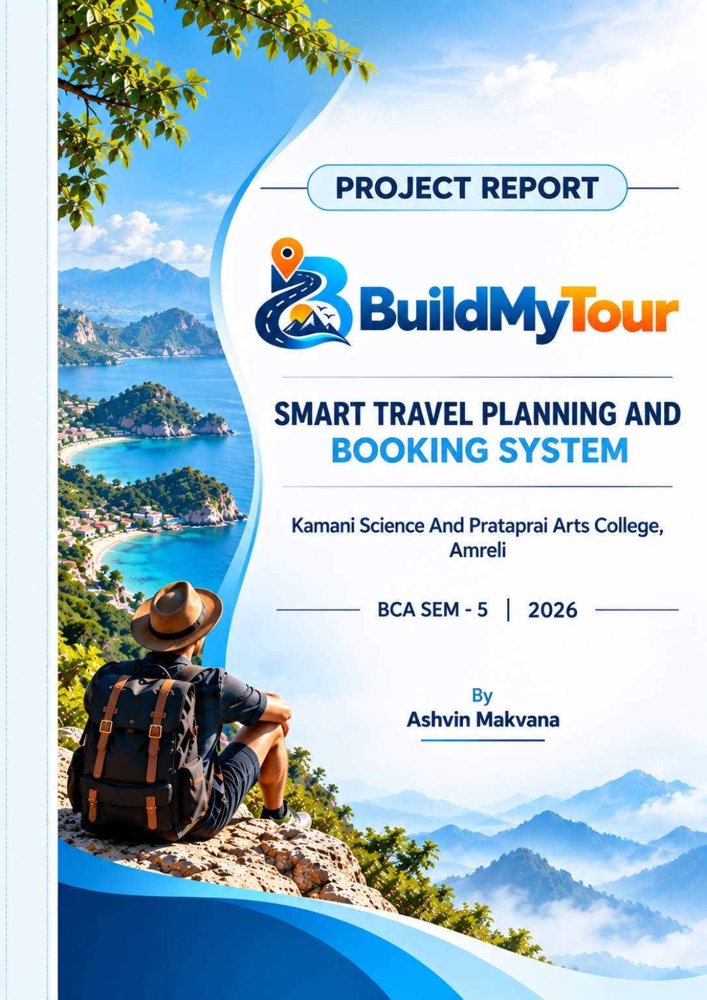 PROJECT REPORT
BuildMyTour
SMART TRAVEL PLANNING AND
BOOKING SYSTEM
Kamani Science And Prataprai Arts College,
Amreli
BCA SEM - 5 | 2026
By
Ashvin Makvana